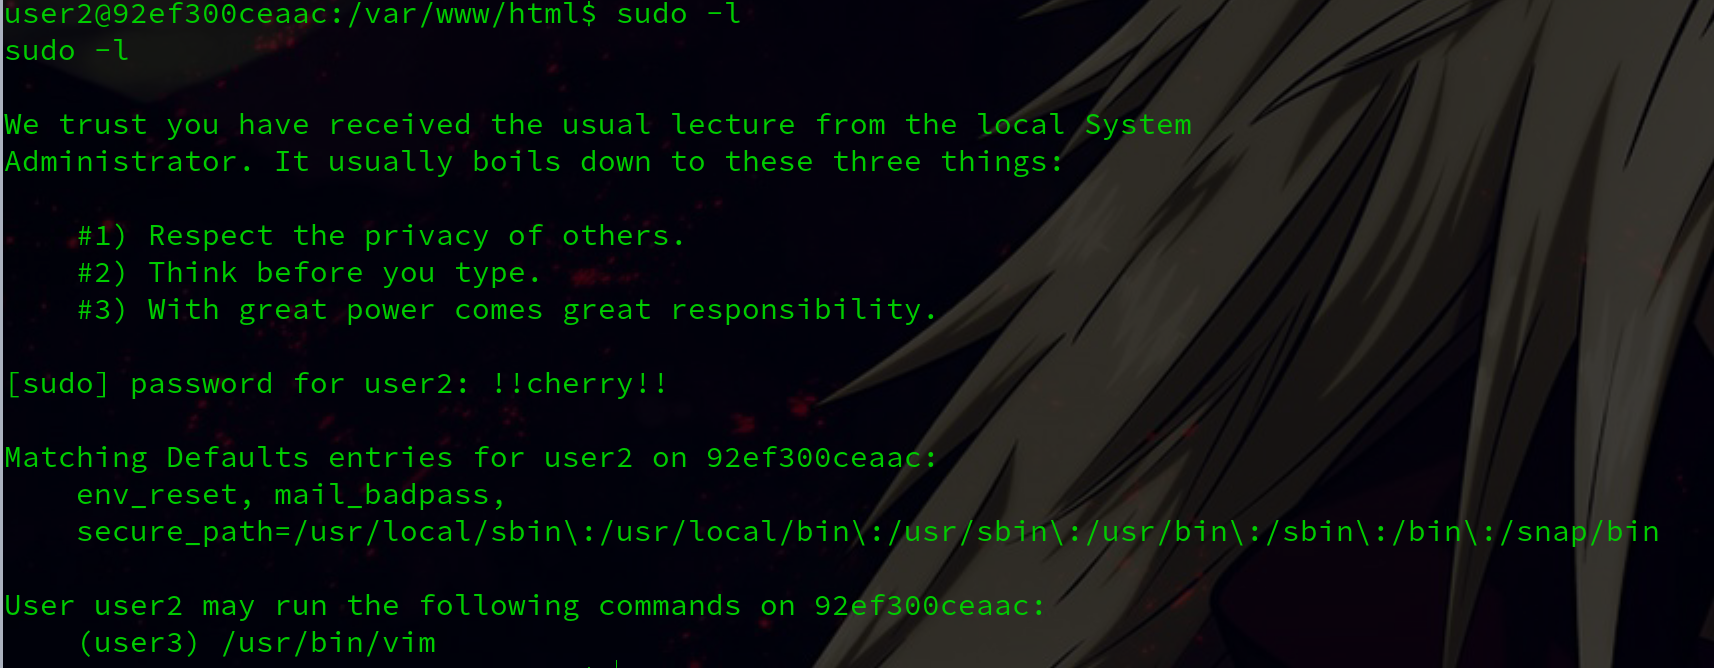 user2@92ef300ceaac:/var/www/html$ sudo -l
sudo -l
We trust you have received the usual lecture from the local System
Administrator. It usually boils down to these three things:
#1) Respect the privacy of others.
#2) Think before you type.
#3) With great power comes great responsibility.
[sudo] password for user2: !!cherry!!
Matching Defaults entries for user2 on 92ef300ceaac:
env_reset, mail_badpass,
secure_path=/usr/local/sbin\:/usr/local/bin\:/usr/sbin\:/usr/bin\:/sbin\:/bin\:/snap/bin
User user2 may run the following commands on 92ef300ceaac:
(user3) /usr/bin/vim